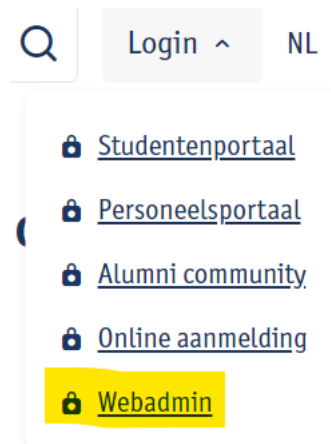 Login NL
Studentenportaal
Personeelsportaal
Alumni community
Online aanmelding
Webadmin